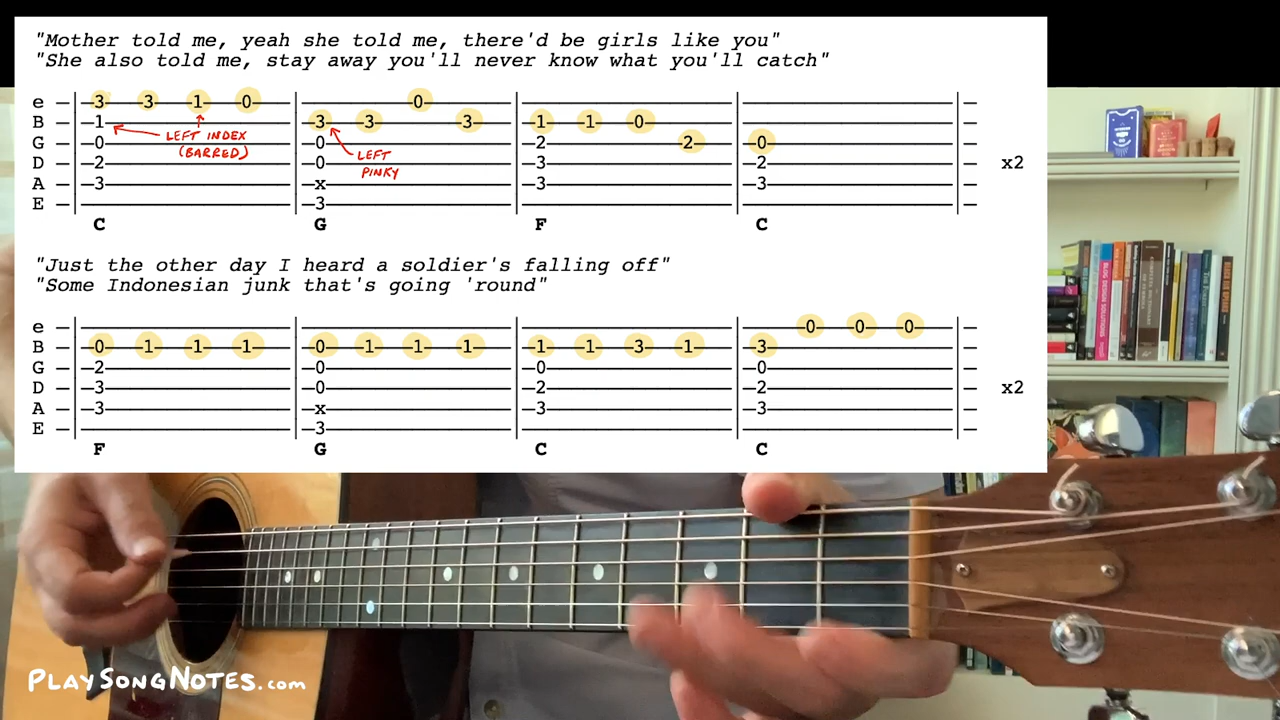 "Mother told me, yeah she told me, there'd be girls like you"
"She also told me, stay away you'll never know what you'll catch"
e —|—3———3———1———0———|—————————0———|———————————————|———————————————|—
B —|—1———————————————|—3———3———————3———|—1———1———0———————|———————————————|—
LEFT INDEX
(BARRED)
G —|—0———————————————|—0———————————————|—2———————————2———|—0———————————————|—
LEFT
PINKY
D —|—2———————————————|—0———————————————|—3———————————————|—2———————————————|— x2
A —|—3———————————————|—x———————————————|—3———————————————|—3———————————————|—
E —|—————————————————|—3———————————————|—————————————————|—————————————————|—
C G F C
"Just the other day I heard a soldier's falling off"
"Some Indonesian junk that's going 'round"
e —|—————————————————|—————————————————|—————————————————|—————0———0———0———|—
B —|—0———1———1———1———|—0———1———1———1———|—1———1———3———1———|—3———————————————|—
G —|—2———————————————|—0———————————————|—0———————————————|—0———————————————|—
D —|—3———————————————|—0———————————————|—2———————————————|—2———————————————|— x2
A —|—3———————————————|—x———————————————|—3———————————————|—3———————————————|—
E —|—————————————————|—3———————————————|—————————————————|—————————————————|—
F G C C
PLAYSONGNOTES.COM